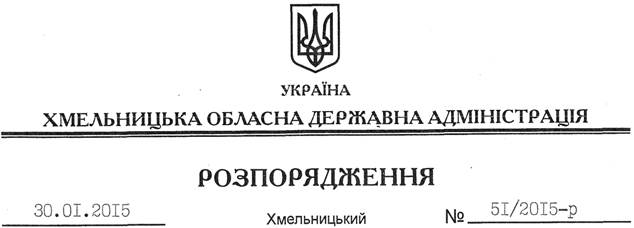 УКРАЇНА
ХМЕЛЬНИЦЬКА ОБЛАСНА ДЕРЖАВНА АДМІНІСТРАЦІЯ
РОЗПОРЯДЖЕННЯ
30.01.2015 Хмельницький № 51/2015-р